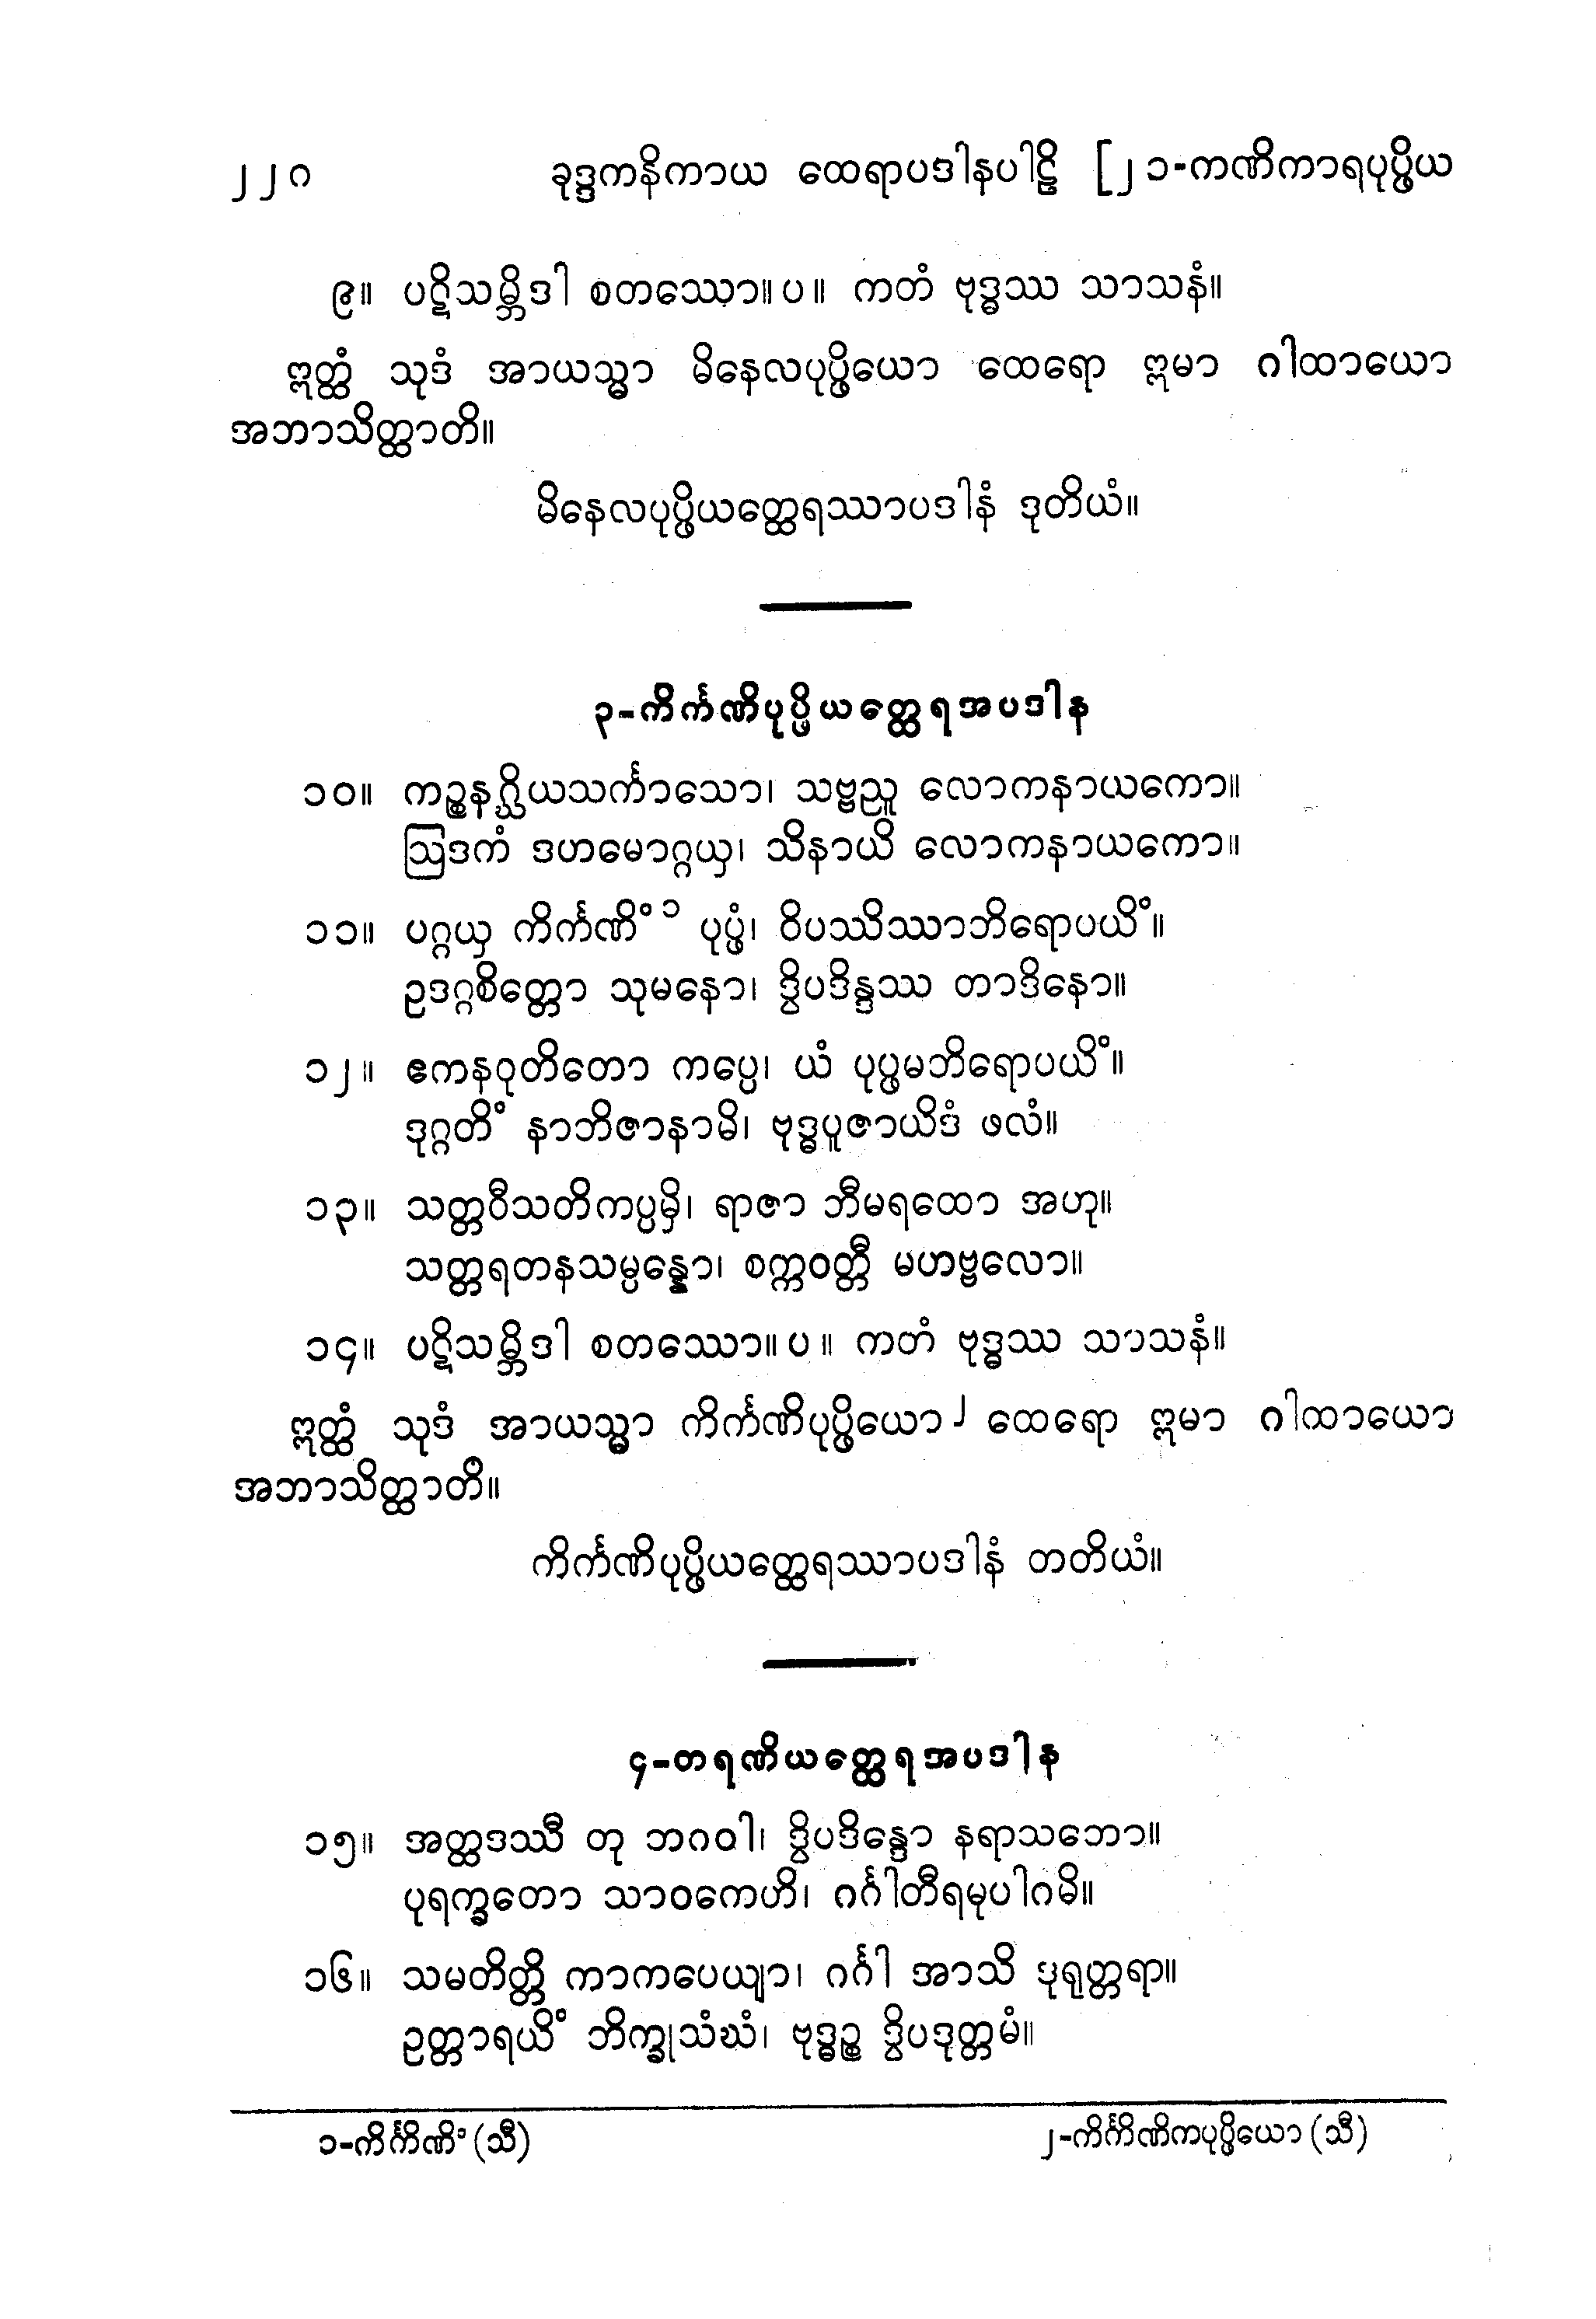 ၂၂၈ ခုဒ္ဒကနိကာယ ထေရာပဒါနပါဠိ [၂၁-ကဏိကာရပုပ္ဖိယ
၉။ ပဋိသမ္ဘိဒါ စတဿော။ပ။ ကတံ ဗုဒ္ဓဿ သာသနံ။
ဣတ္ထံ သုဒံ အာယသ္မာ မိနေလပုပ္ဖိယော ထေရော ဣမာ ဂါထာယော
အဘာသိတ္ထာတိ။
မိနေလပုပ္ဖိယတ္ထေရဿာပဒါနံ ဒုတိယံ။
၃-ကိင်္ကဏိပုပ္ဖိယတ္ထေရအပဒါန
၁၀။ ကဉ္စနဂ္ဃိယသင်္ကာသော၊ သဗ္ဗညူ လောကနာယကော။
ဩဒကံ ဒဟမောဂ္ဂယှ၊ သိနာယိ လောကနာယကော။
၁၁။ ပဂ္ဂယှ ကိင်္ကဏိံ ၁ ပုပ္ဖံ၊ ဝိပဿိဿာဘိရောပယိံ။
ဥဒဂ္ဂစိတ္တော သုမနော၊ ဒွိပဒိန္ဒဿ တာဒိနော။
၁၂။ ဧကနဝုတိတော ကပ္ပေ၊ ယံ ပုပ္ဖမဘိရောပယိံ။
ဒုဂ္ဂတိံ နာဘိဇာနာမိ၊ ဗုဒ္ဓပူဇာယိဒံ ဖလံ။
၁၃။ သတ္တဝီသတိကပ္ပမှိ၊ ရာဇာ ဘီမရထော အဟု။
သတ္တရတနသမ္ပန္နော၊ စက္ကဝတ္တီ မဟဗ္ဗလော။
၁၄။ ပဋိသမ္ဘိဒါ စတဿော။ပ။ ကတံ ဗုဒ္ဓဿ သာသနံ။
ဣတ္ထံ သုဒံ အာယသ္မာ ကိင်္ကဏိပုပ္ဖိယော ၂ ထေရော ဣမာ ဂါထာယော
အဘာသိတ္ထာတိ။
ကိင်္ကဏိပုပ္ဖိယတ္ထေရဿာပဒါနံ တတိယံ။
၄-တရဏိယတ္ထေရအပဒါန
၁၅။ အတ္ထဒဿီ တု ဘဂဝါ၊ ဒွိပဒိန္ဒော နရာသဘော။
ပုရက္ခတော သာဝကေဟိ၊ ဂင်္ဂါတီရမုပါဂမိ။
၁၆။ သမတိတ္တိ ကာကပေယျာ၊ ဂင်္ဂါ အာသိ ဒုရုတ္တရာ။
ဥတ္တာရယိံ ဘိက္ခုသံဃံ၊ ဗုဒ္ဓဉ္စ ဒွိပဒုတ္တမံ။
၁-ကိင်္ကိဏိံ (သီ) ၂-ကိင်္ကိဏိကပုပ္ဖိယော (သီ)